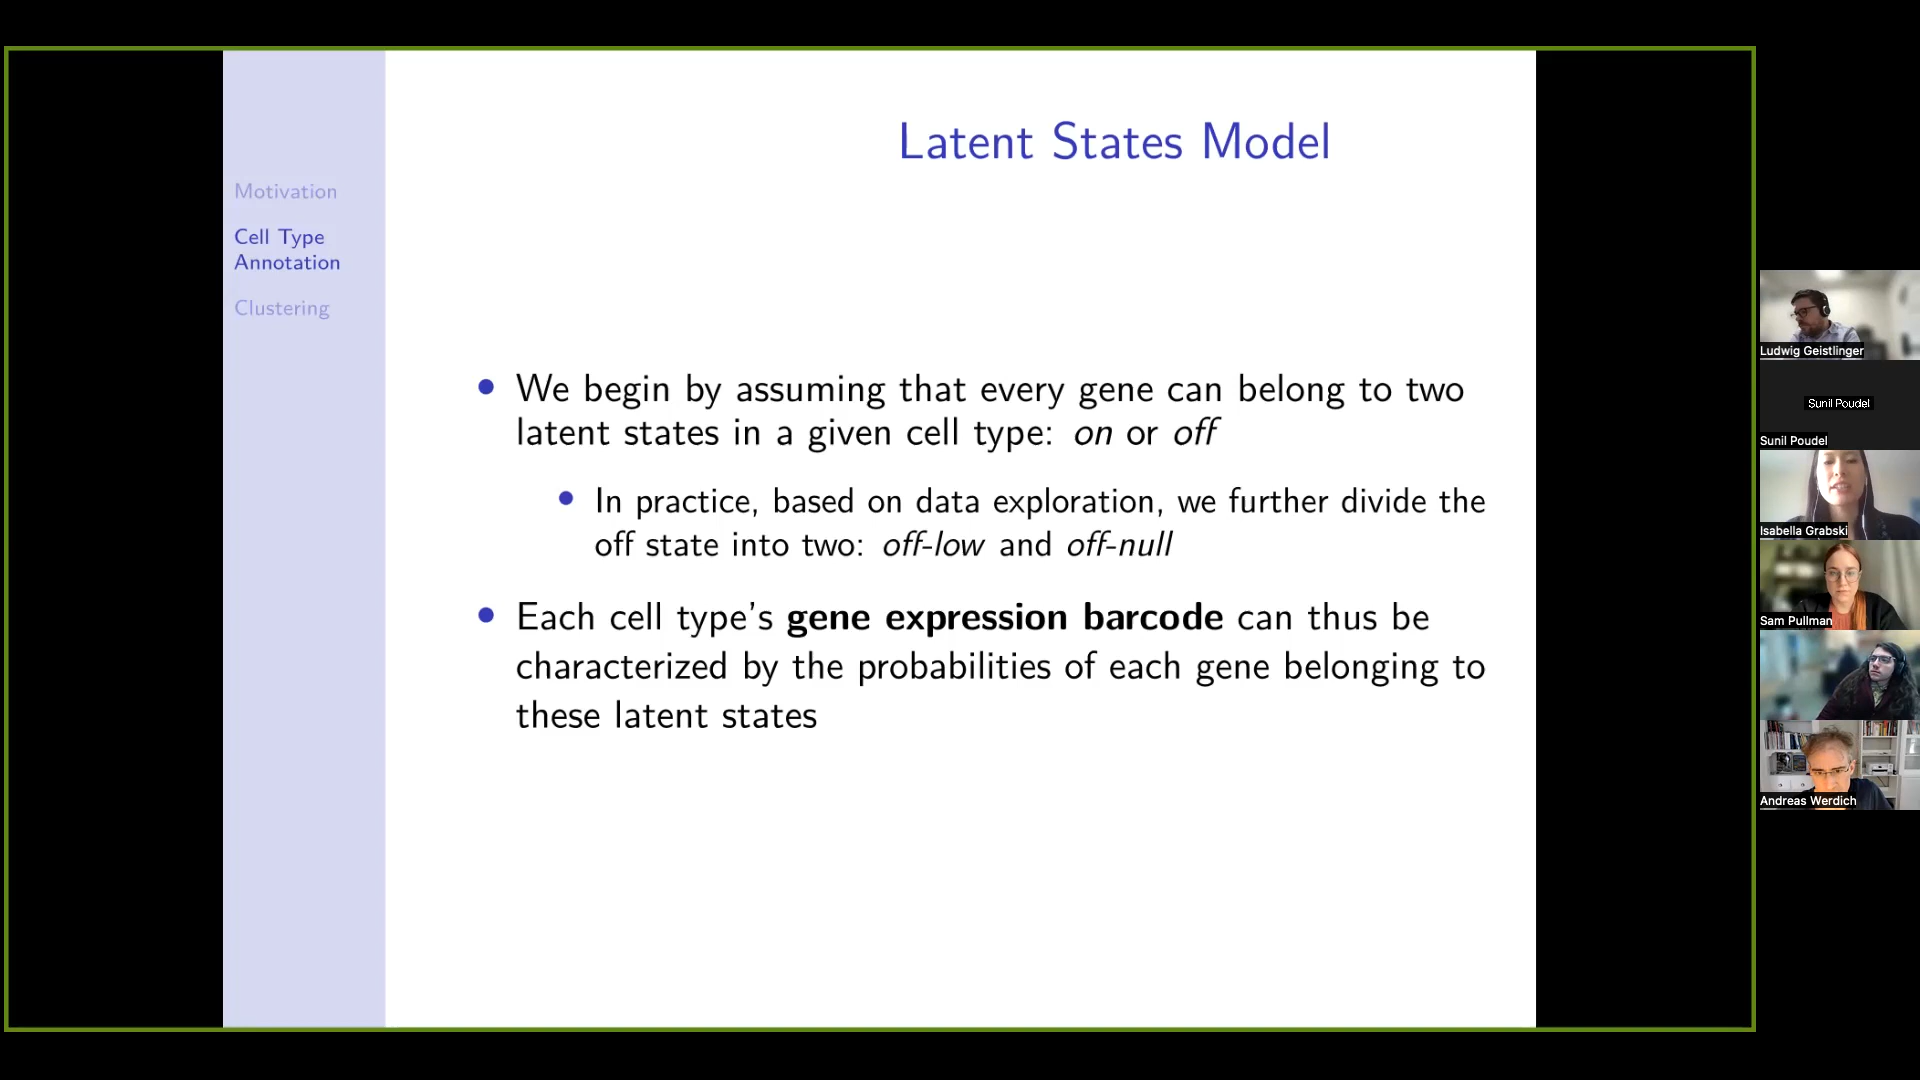 Latent States Model
Motivation
Cell Type
Annotation
Clustering
• We begin by assuming that every gene can belong to two
latent states in a given cell type: on or off
• In practice, based on data exploration, we further divide the
off state into two: off-low and off-null
• Each cell type's gene expression barcode can thus be
characterized by the probabilities of each gene belonging to
these latent states
Ludwig Geistlinger
Sunil Poudel
Sunil Poudel
Isabella Grabski
Sam Pullman
Andreas Werdich